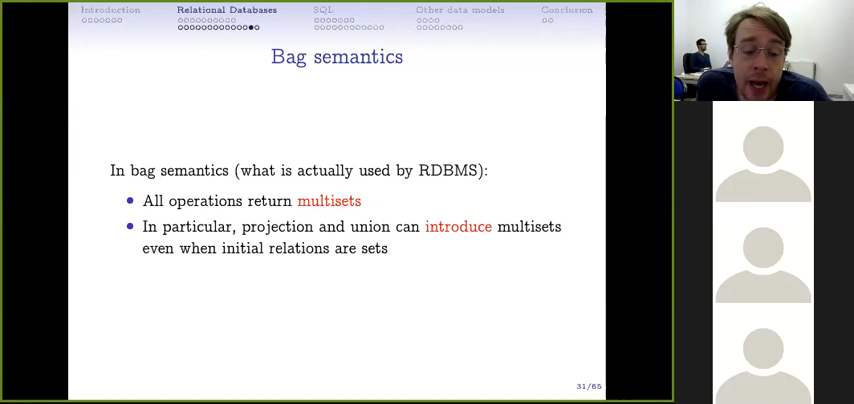 Introduction Relational Databases SQL Other data models Conclusion
Bag semantics
In bag semantics (what is actually used by RDBMS):
All operations return multisets
In particular, projection and union can introduce multisets
even when initial relations are sets
31/65